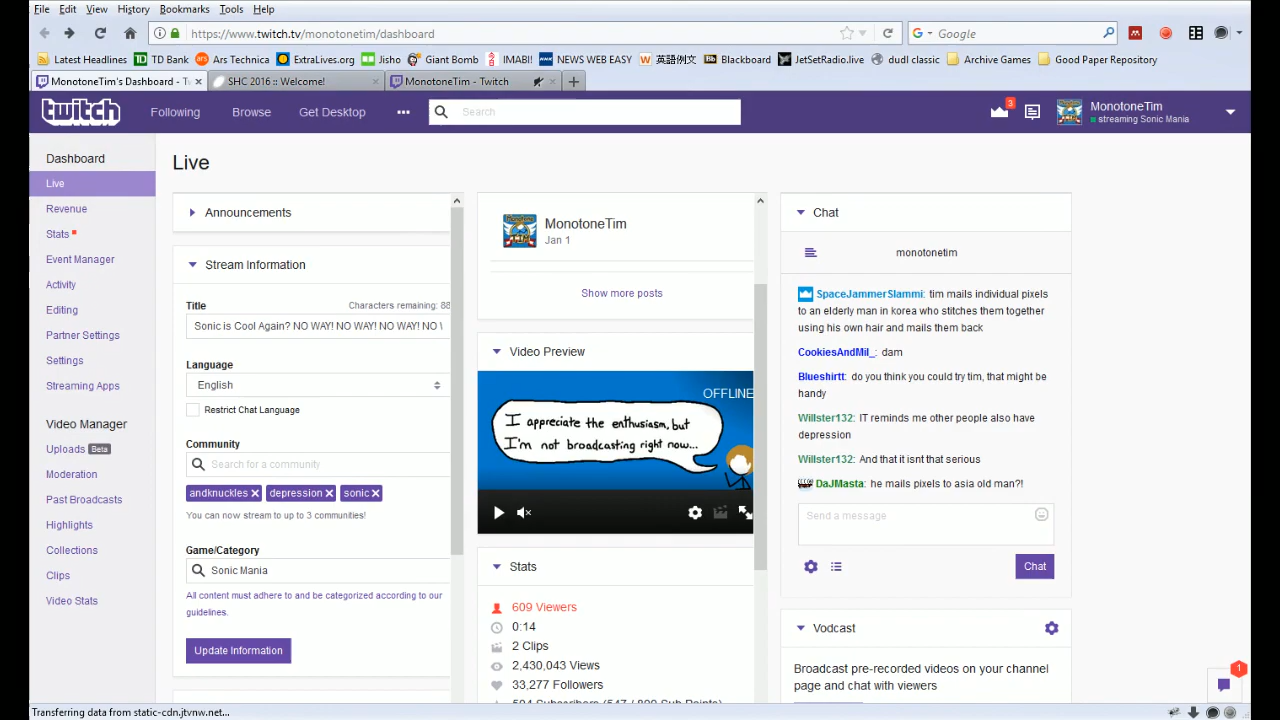 File Edit View History Bookmarks Tools Help
https://www.twitch.tv/monotonetim/dashboard
Google
Latest Headlines TD Bank Ars Technica ExtraLives.org Jisho Giant Bomb IMABI! NEWS WEB EASY 英語例文 Blackboard JetSetRadio.live dudl classic Archive Games Good Paper Repository
MonotoneTim's Dashboard - Tw SHC 2016 :: Welcome! MonotoneTim - Twitch
twitch Following Browse Get Desktop Search 3 MonotoneTim
streaming Sonic Mania
Dashboard
Live
Revenue
Stats
Event Manager
Activity
Editing
Partner Settings
Settings
Streaming Apps
Video Manager
Uploads Beta
Moderation
Past Broadcasts
Highlights
Collections
Clips
Video Stats
Live
Announcements
Stream Information
Title Characters remaining: 88
Sonic is Cool Again? NO WAY! NO WAY! NO WAY! NO
Language
English
Restrict Chat Language
Community
Search for a community
andknuckles depression sonic
You can now stream to up to 3 communities!
Game/Category
Sonic Mania
All content must adhere to and be categorized according to our
guidelines.
Update Information
MonotoneTim
Jan 1
Show more posts
Video Preview
OFFLINE
I appreciate the enthusiasm, but
I'm not broadcasting right now...
Stats
609 Viewers
0:14
2 Clips
2,430,043 Views
33,277 Followers
Chat
monotonetim
SpaceJammerSlammi: tim mails individual pixels
to an elderly man in korea who stitches them together
using his own hair and mails them back
CookiesAndMil_: dam
Blueshirtt: do you think you could try tim, that might be
handy
Willster132: IT reminds me other people also have
depression
Willster132: And that it isnt that serious
DaJMasta: he mails pixels to asia old man?!
Send a message
Chat
Vodcast
Broadcast pre-recorded videos on your channel
page and chat with viewers
1
Transferring data from static-cdn.jtvnw.net...